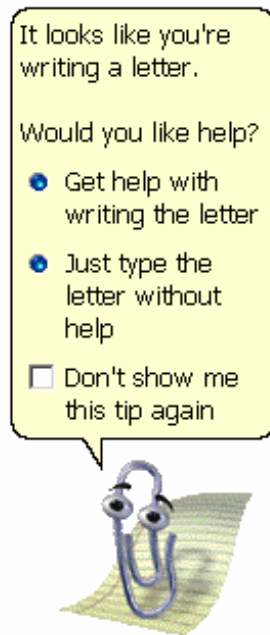 It looks like you're
writing a letter.
Would you like help?
Get help with
writing the letter
Just type the
letter without
help
Don't show me
this tip again